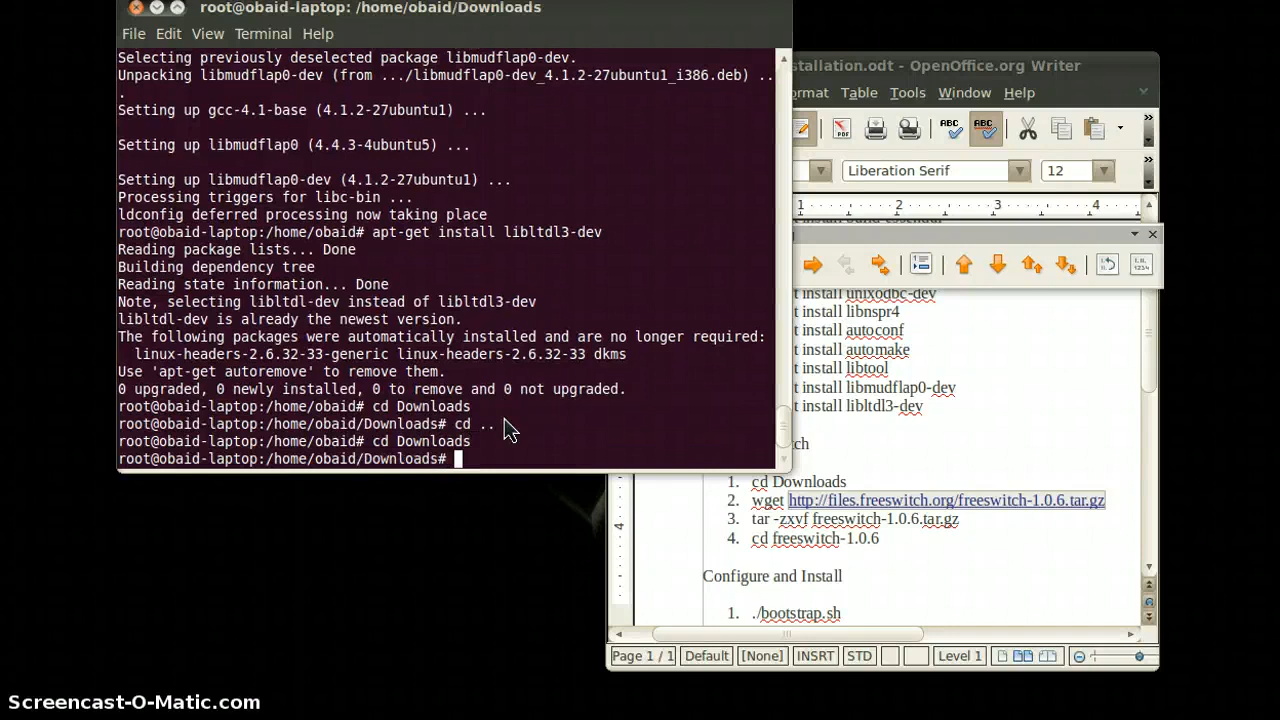 root@obaid-laptop: /home/obaid/Downloads
File Edit View Terminal Help
Selecting previously deselected package libmudflap0-dev.
Unpacking libmudflap0-dev (from .../libmudflap0-dev_4.1.2-27ubuntu1_i386.deb) ..
.
Setting up gcc-4.1-base (4.1.2-27ubuntu1) ...
Setting up libmudflap0 (4.4.3-4ubuntu5) ...
Setting up libmudflap0-dev (4.1.2-27ubuntu1) ...
Processing triggers for libc-bin ...
ldconfig deferred processing now taking place
root@obaid-laptop:/home/obaid# apt-get install libltdl3-dev
Reading package lists... Done
Building dependency tree
Reading state information... Done
Note, selecting libltdl-dev instead of libltdl3-dev
libltdl-dev is already the newest version.
The following packages were automatically installed and are no longer required:
linux-headers-2.6.32-33-generic linux-headers-2.6.32-33 dkms
Use 'apt-get autoremove' to remove them.
0 upgraded, 0 newly installed, 0 to remove and 0 not upgraded.
root@obaid-laptop:/home/obaid# cd Downloads
root@obaid-laptop:/home/obaid/Downloads# cd ..
root@obaid-laptop:/home/obaid# cd Downloads
root@obaid-laptop:/home/obaid/Downloads#
stallation.odt - OpenOffice.org Writer
ormat Table Tools Window Help
ABC ABC
Liberation Serif 12
1 2 3 4
t install unixodbc-dev
t install libnspr4
t install autoconf
t install automake
t install libtool
t install libmudflap0-dev
t install libltdl3-dev
tch
1. cd Downloads
2. wget http://files.freeswitch.org/freeswitch-1.0.6.tar.gz
3. tar -zxvf freeswitch-1.0.6.tar.gz
4. cd freeswitch-1.0.6
4
Configure and Install
1. ./bootstrap.sh
Page 1 / 1 Default [None] INSRT STD Level 1
Screencast-O-Matic.com